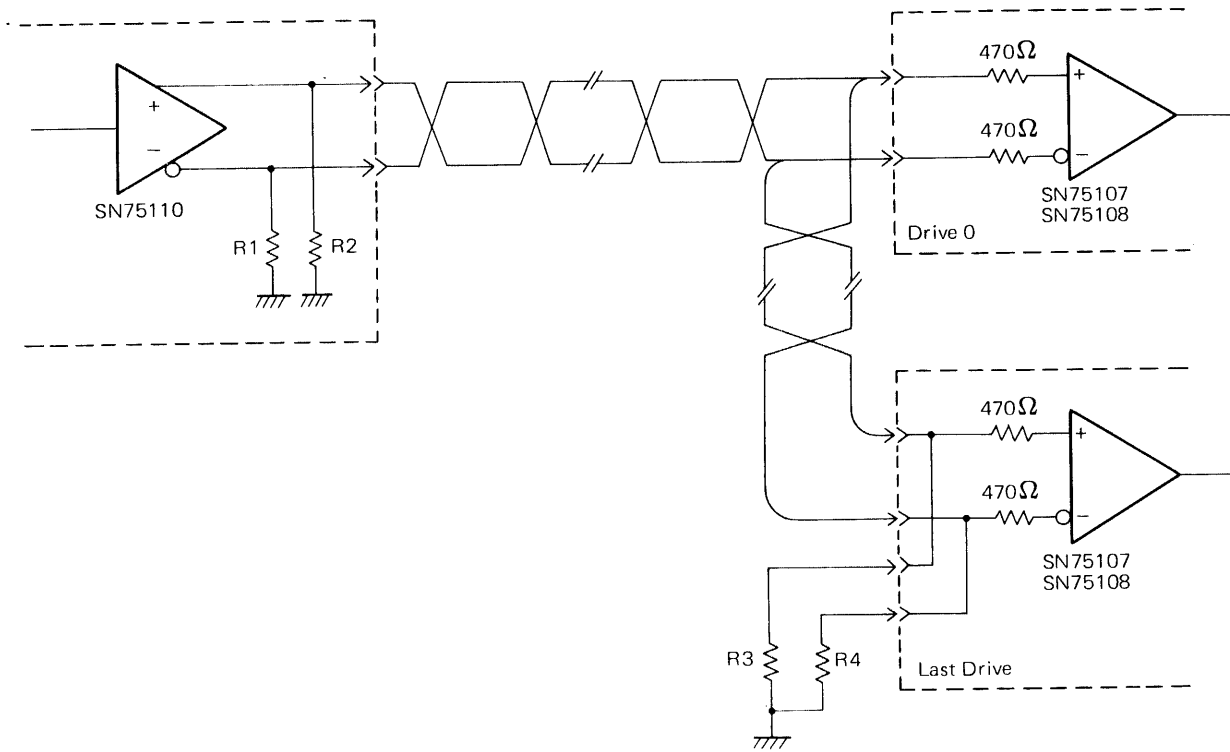 +
−
SN75110
R1
R2
470Ω
+
470Ω
−
SN75107
SN75108
Drive 0
470Ω
+
470Ω
−
SN75107
SN75108
R3
R4
Last Drive